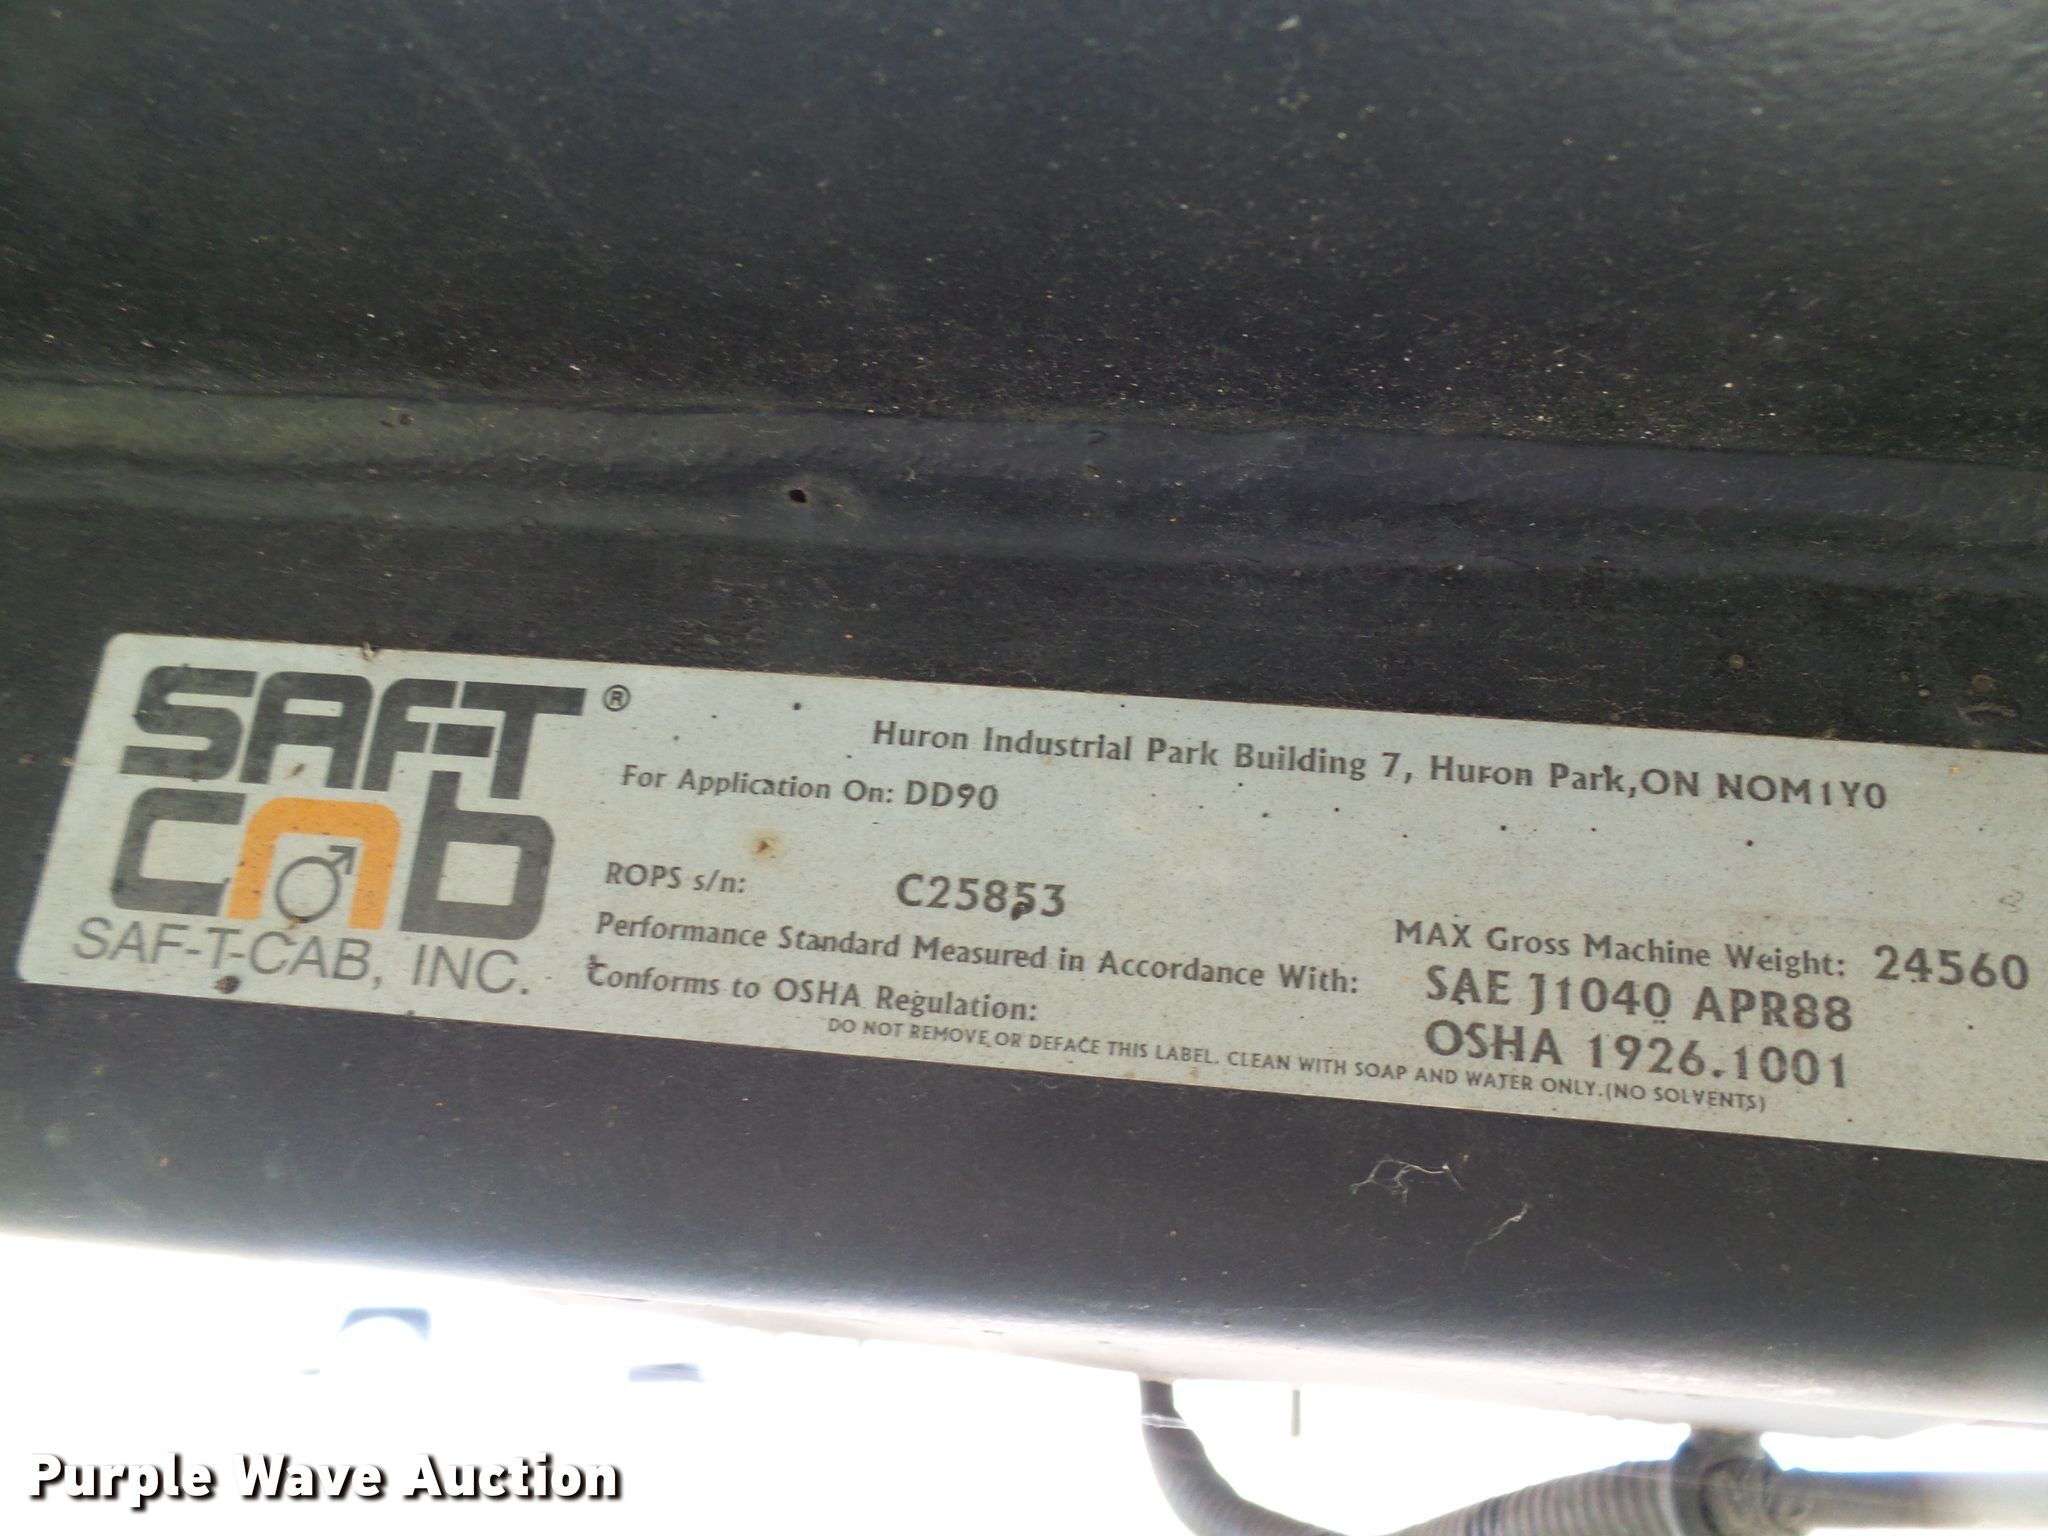 SAF-T ®
cab
SAF-T-CAB, INC.
Huron Industrial Park Building 7, Huron Park,ON NOM1Y0
For Application On: DD90
ROPS s/n: C25853
MAX Gross Machine Weight: 24560
Performance Standard Measured in Accordance With: SAE J1040 APR88
Conforms to OSHA Regulation: OSHA 1926.1001
DO NOT REMOVE OR DEFACE THIS LABEL. CLEAN WITH SOAP AND WATER ONLY.(NO SOLVENTS)
Purple Wave Auction